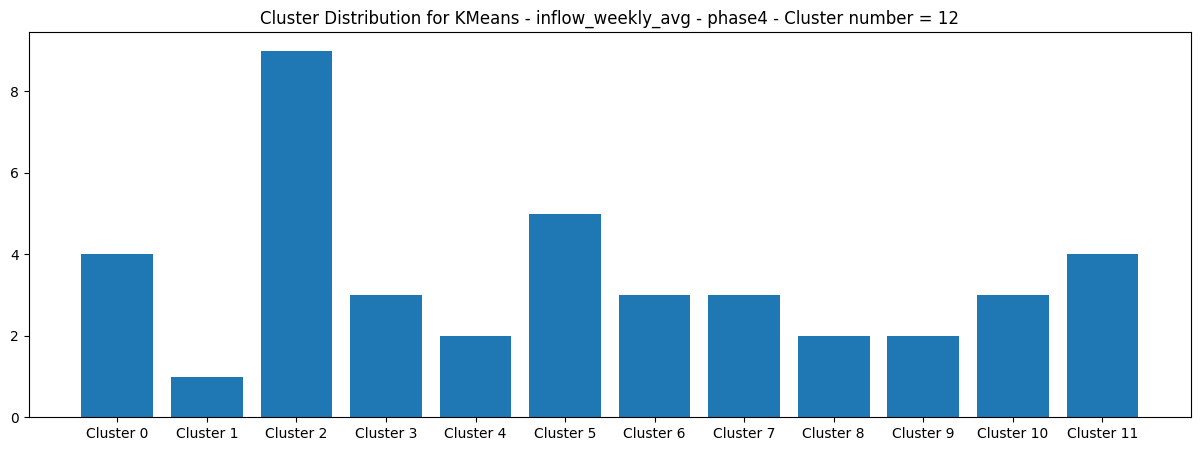 Cluster Distribution for KMeans - inflow_weekly_avg - phase4 - Cluster number = 12
8
6
4
2
0
Cluster 0 Cluster 1 Cluster 2 Cluster 3 Cluster 4 Cluster 5 Cluster 6 Cluster 7 Cluster 8 Cluster 9 Cluster 10 Cluster 11